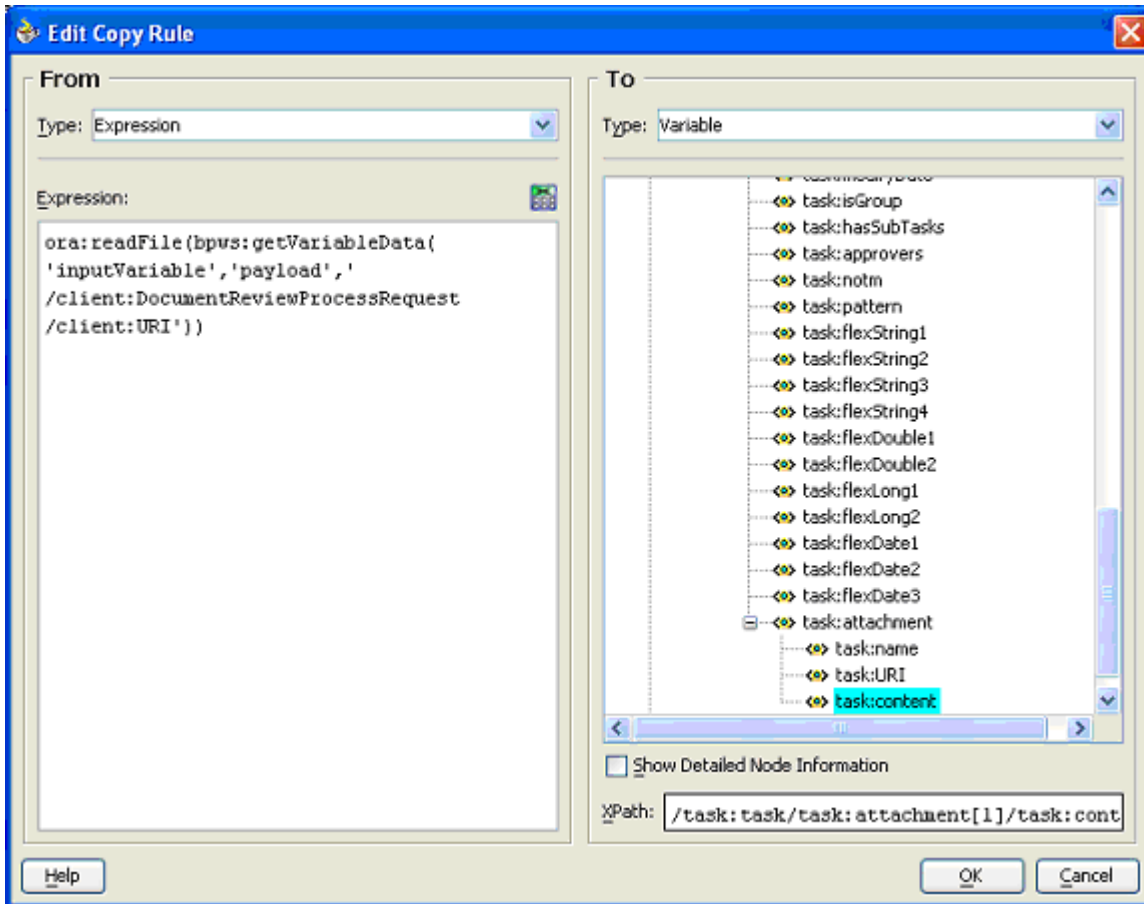 Edit Copy Rule
From
Type: Expression
Expression:
ora:readFile(bpws:getVariableData(
'inputVariable','payload','
/client:DocumentReviewProcessRequest
/client:URI'))
To
Type: Variable
task:isGroup
task:hasSubTasks
task:approvers
task:notm
task:pattern
task:flexString1
task:flexString2
task:flexString3
task:flexString4
task:flexDouble1
task:flexDouble2
task:flexLong1
task:flexLong2
task:flexDate1
task:flexDate2
task:flexDate3
task:attachment
task:name
task:URI
task:content
Show Detailed Node Information
XPath: /task:task/task:attachment[1]/task:cont
Help
OK
Cancel